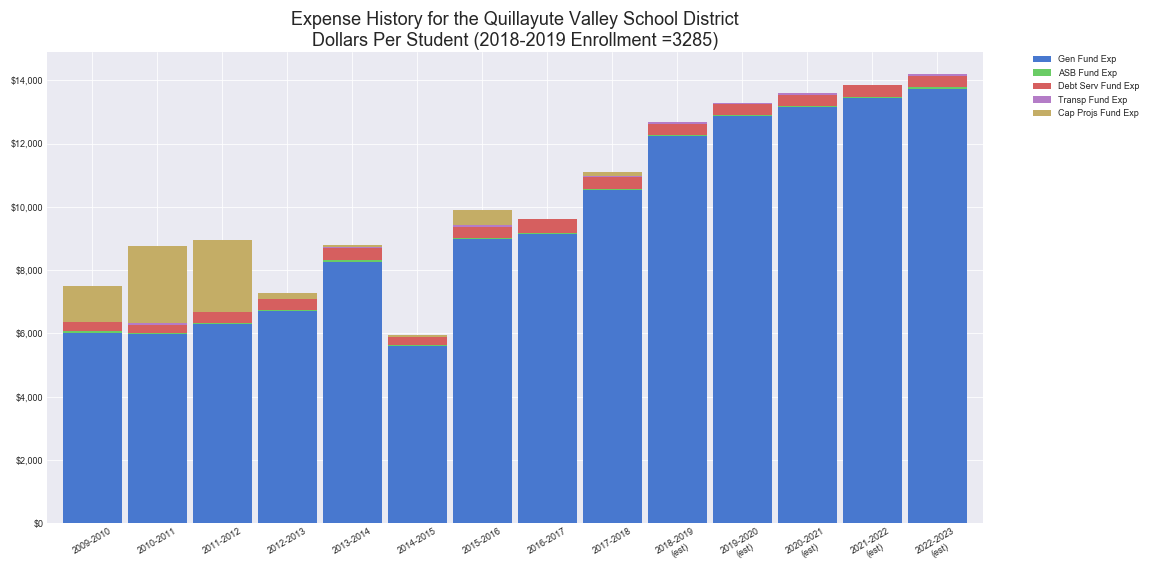 Expense History for the Quillayute Valley School District
Dollars Per Student (2018-2019 Enrollment =3285)
Gen Fund Exp
ASB Fund Exp
Debt Serv Fund Exp
Transp Fund Exp
Cap Projs Fund Exp
$14,000
$12,000
$10,000
$8,000
$6,000
$4,000
$2,000
$0
2009-2010
2010-2011
2011-2012
2012-2013
2013-2014
2014-2015
2015-2016
2016-2017
2017-2018
2018-2019
(est)
2019-2020
(est)
2020-2021
(est)
2021-2022
(est)
2022-2023
(est)